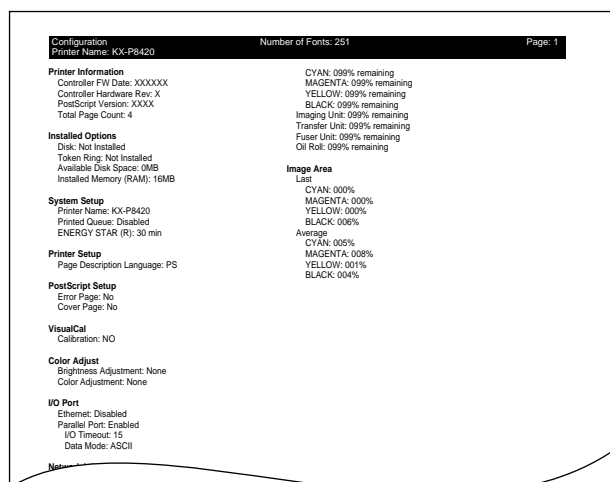 Configuration Number of Fonts: 251 Page: 1
Printer Name: KX-P8420
Printer Information
Controller FW Date: XXXXXX
Controller Hardware Rev: X
PostScript Version: XXXX
Total Page Count: 4
Installed Options
Disk: Not Installed
Token Ring: Not Installed
Available Disk Space: 0MB
Installed Memory (RAM): 16MB
System Setup
Printer Name: KX-P8420
Printed Queue: Disabled
ENERGY STAR (R): 30 min
Printer Setup
Page Description Language: PS
PostScript Setup
Error Page: No
Cover Page: No
VisualCal
Calibration: NO
Color Adjust
Brightness Adjustment: None
Color Adjustment: None
I/O Port
Ethernet: Disabled
Parallel Port: Enabled
I/O Timeout: 15
Data Mode: ASCII
CYAN: 099% remaining
MAGENTA: 099% remaining
YELLOW: 099% remaining
BLACK: 099% remaining
Imaging Unit: 099% remaining
Transfer Unit: 099% remaining
Fuser Unit: 099% remaining
Oil Roll: 099% remaining
Image Area
Last
CYAN: 000%
MAGENTA: 000%
YELLOW: 000%
BLACK: 006%
Average
CYAN: 005%
MAGENTA: 008%
YELLOW: 001%
BLACK: 004%